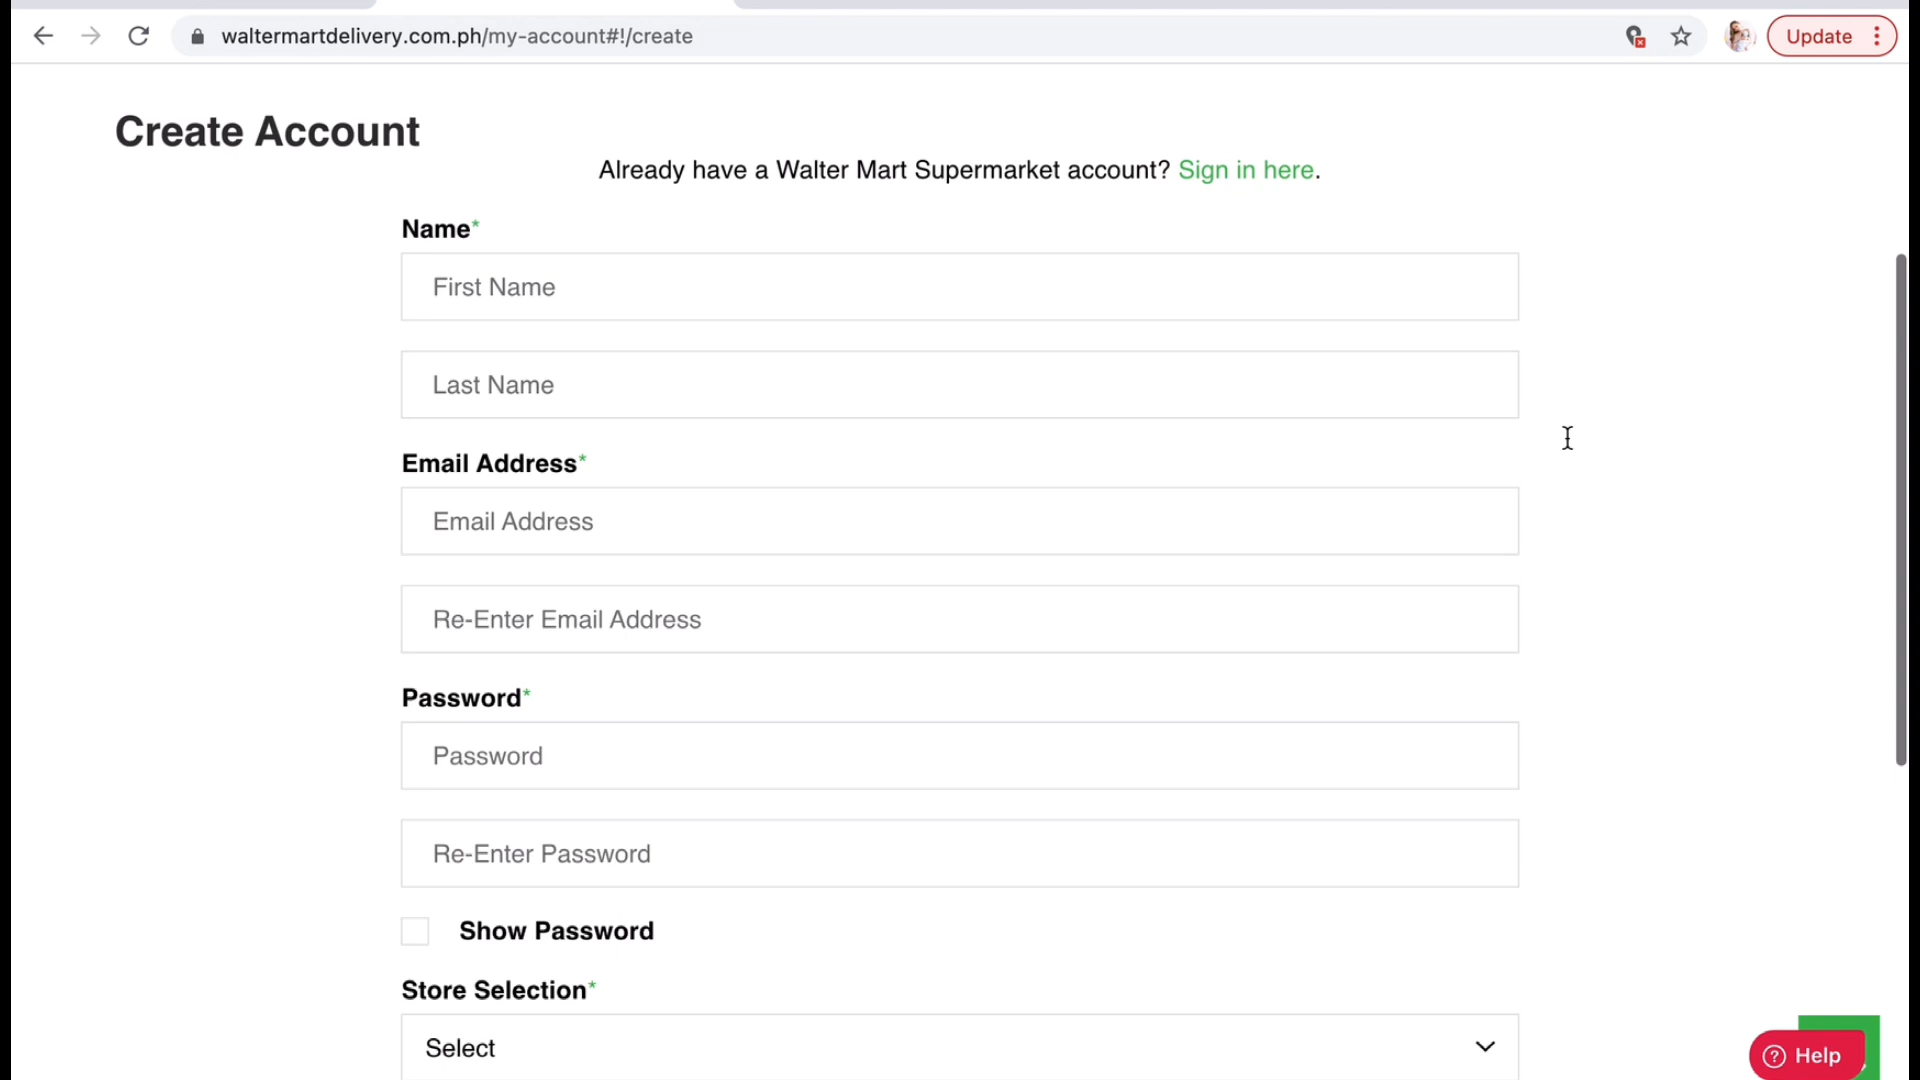 waltermartdelivery.com.ph/my-account#!/create
Update
Create Account
Already have a Walter Mart Supermarket account? Sign in here.
Name*
First Name
Last Name
Email Address*
Email Address
Re-Enter Email Address
Password*
Password
Re-Enter Password
Show Password
Store Selection*
Select
Help